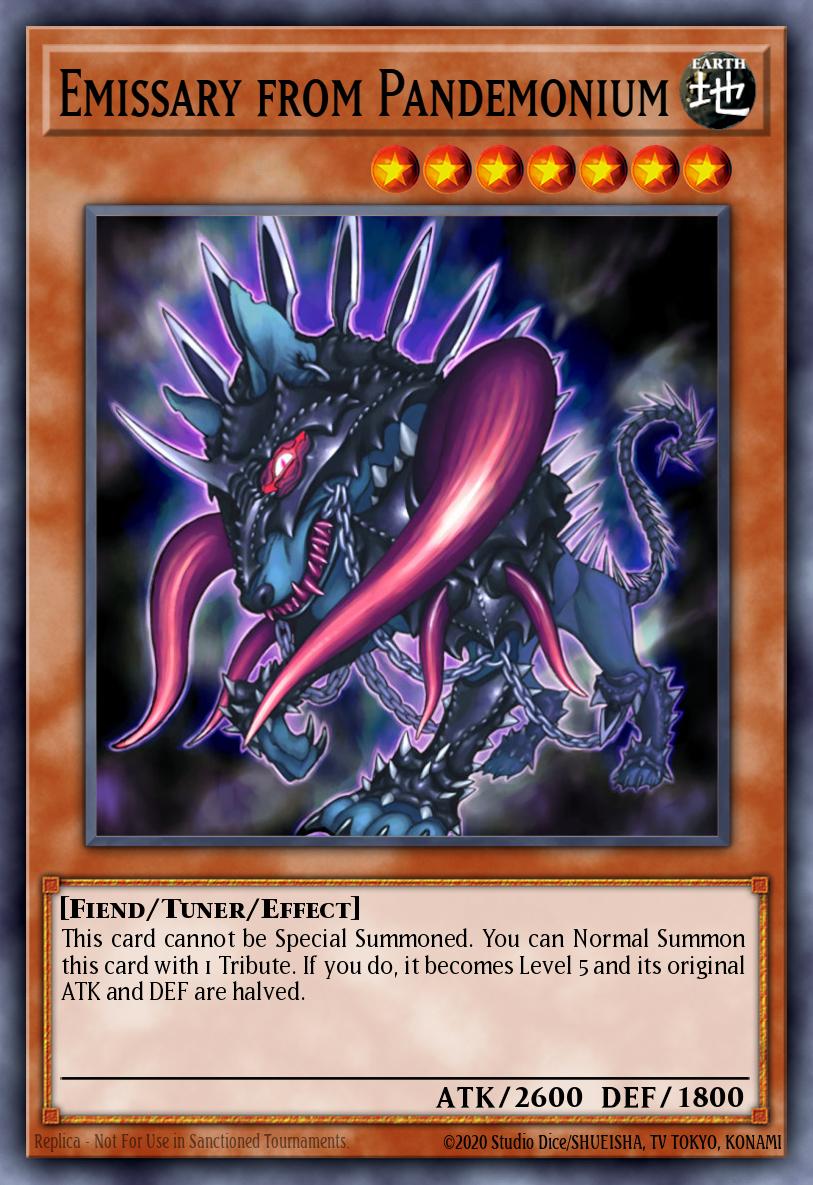 Emissary from Pandemonium
EARTH
地
[Fiend/Tuner/Effect]
This card cannot be Special Summoned. You can Normal Summon
this card with 1 Tribute. If you do, it becomes Level 5 and its original
ATK and DEF are halved.
ATK/2600 DEF/1800
Replica - Not For Use in Sanctioned Tournaments.
©2020 Studio Dice/SHUEISHA, TV TOKYO, KONAMI